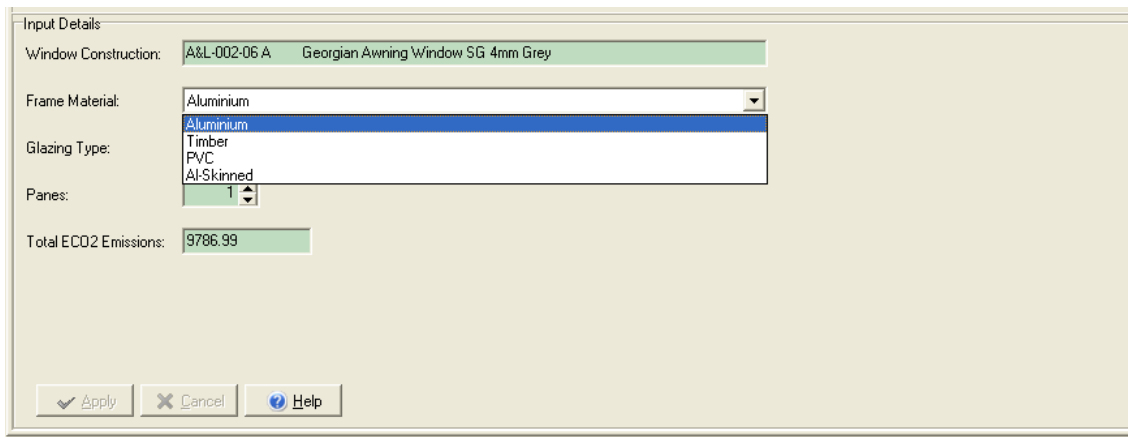 Input Details
Window Construction: A&L-002-06 A Georgian Awning Window SG 4mm Grey
Frame Material: Aluminium
Aluminium
Timber
Glazing Type:
PVC
Al-Skinned
Panes: 1
Total ECO2 Emissions: 9786.99
Apply Cancel Help